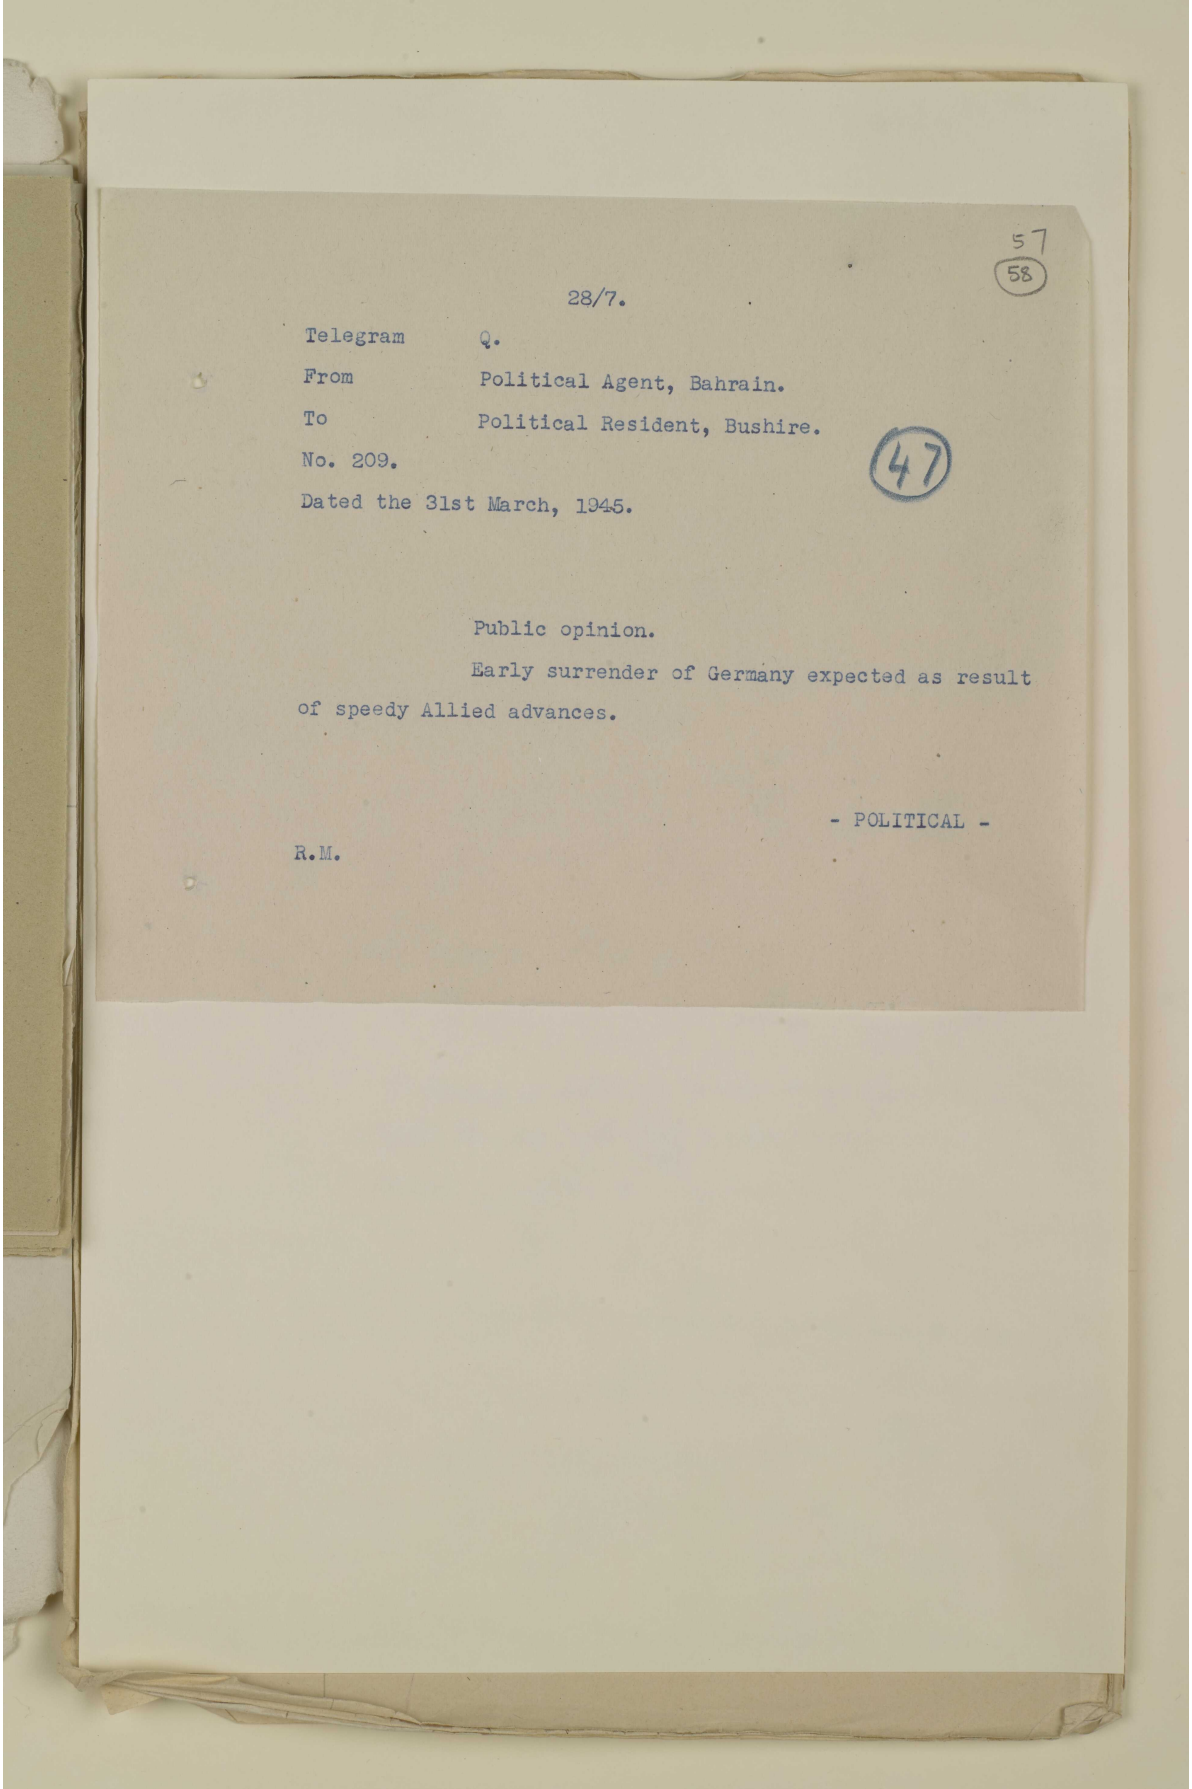 57
58
28/7.
Telegram Q.
From Political Agent, Bahrain.
To Political Resident, Bushire.
47
No. 209.
Dated the 31st March, 1945.
Public opinion.
Early surrender of Germany expected as result
of speedy Allied advances.
- POLITICAL -
R.M.